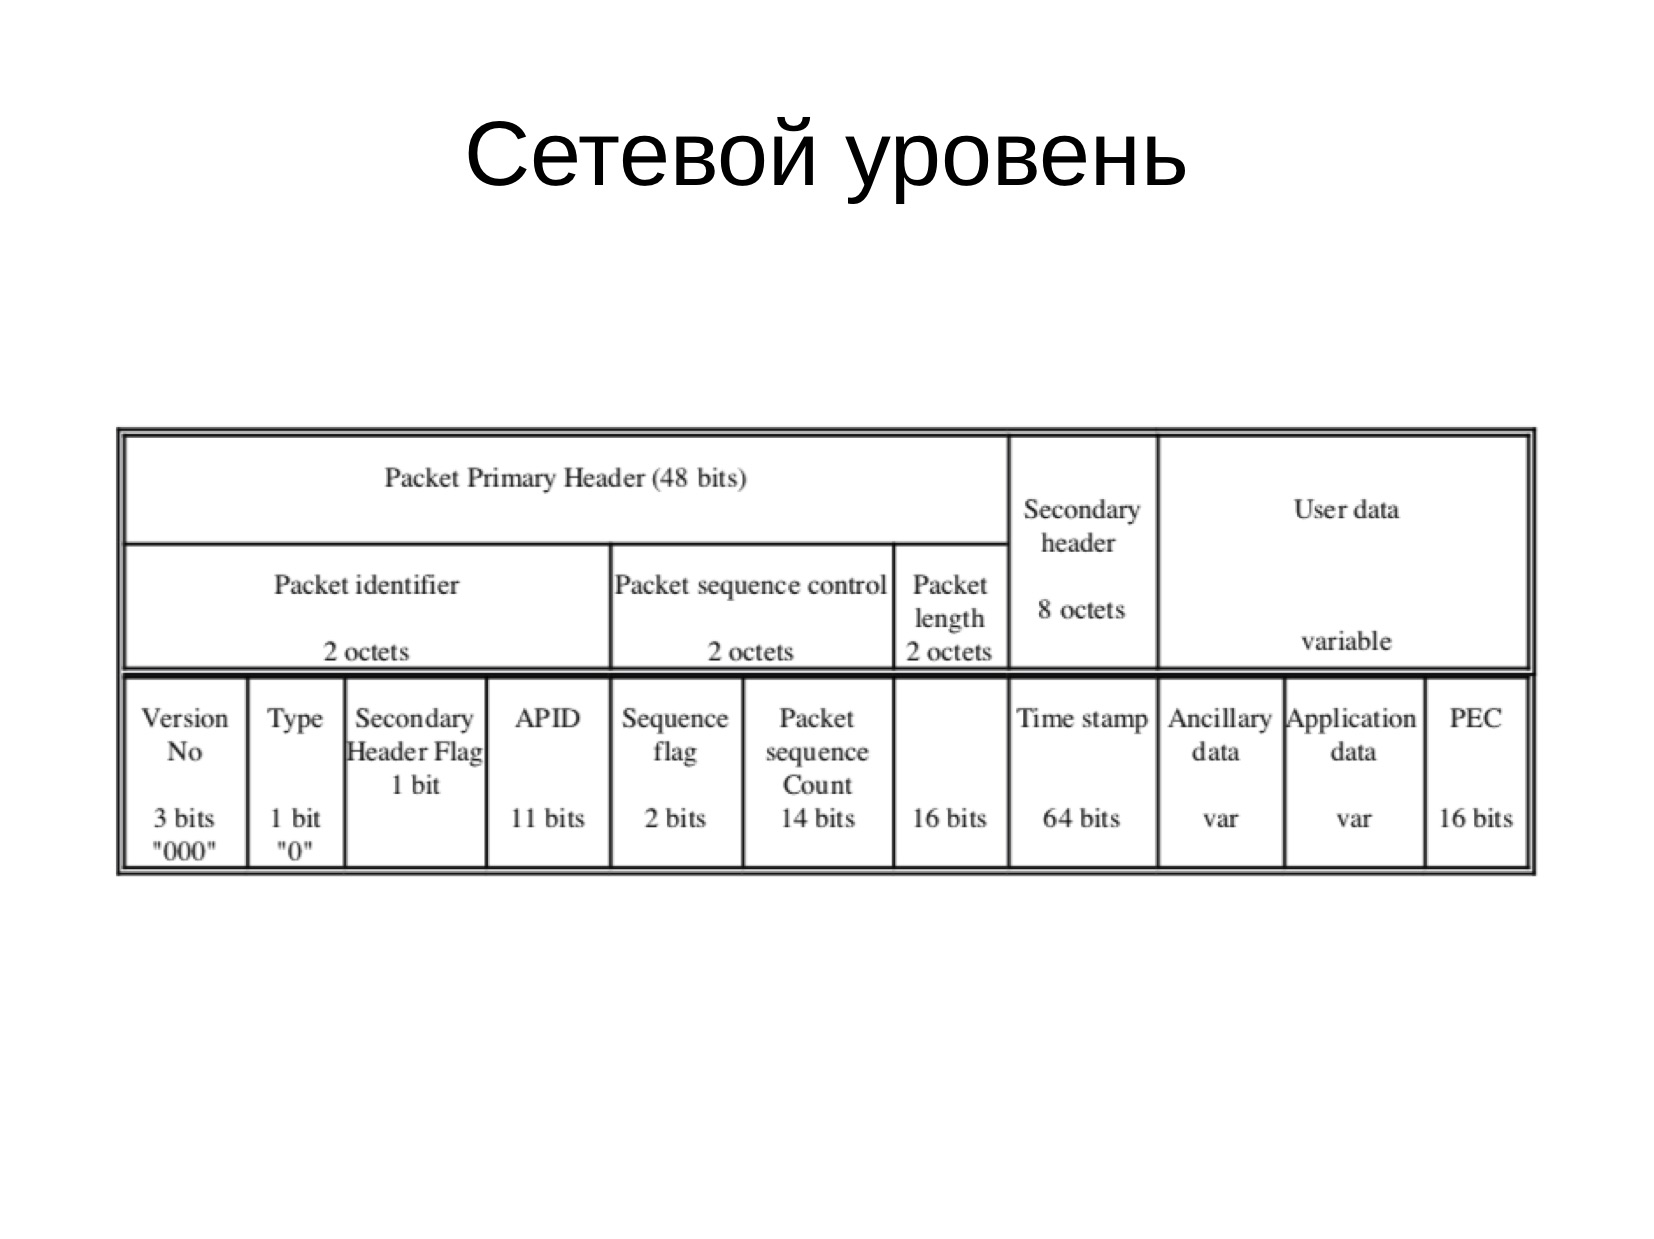 Сетевой уровень
Packet Primary Header (48 bits)
Secondary
header
8 octets
User data
variable
Packet identifier
2 octets
Packet sequence control
2 octets
Packet
length
2 octets
Version
No
3 bits
"000"
Type
1 bit
"0"
Secondary
Header Flag
1 bit
APID
11 bits
Sequence
flag
2 bits
Packet
sequence
Count
14 bits
16 bits
Time stamp
64 bits
Ancillary
data
var
Application
data
var
PEC
16 bits